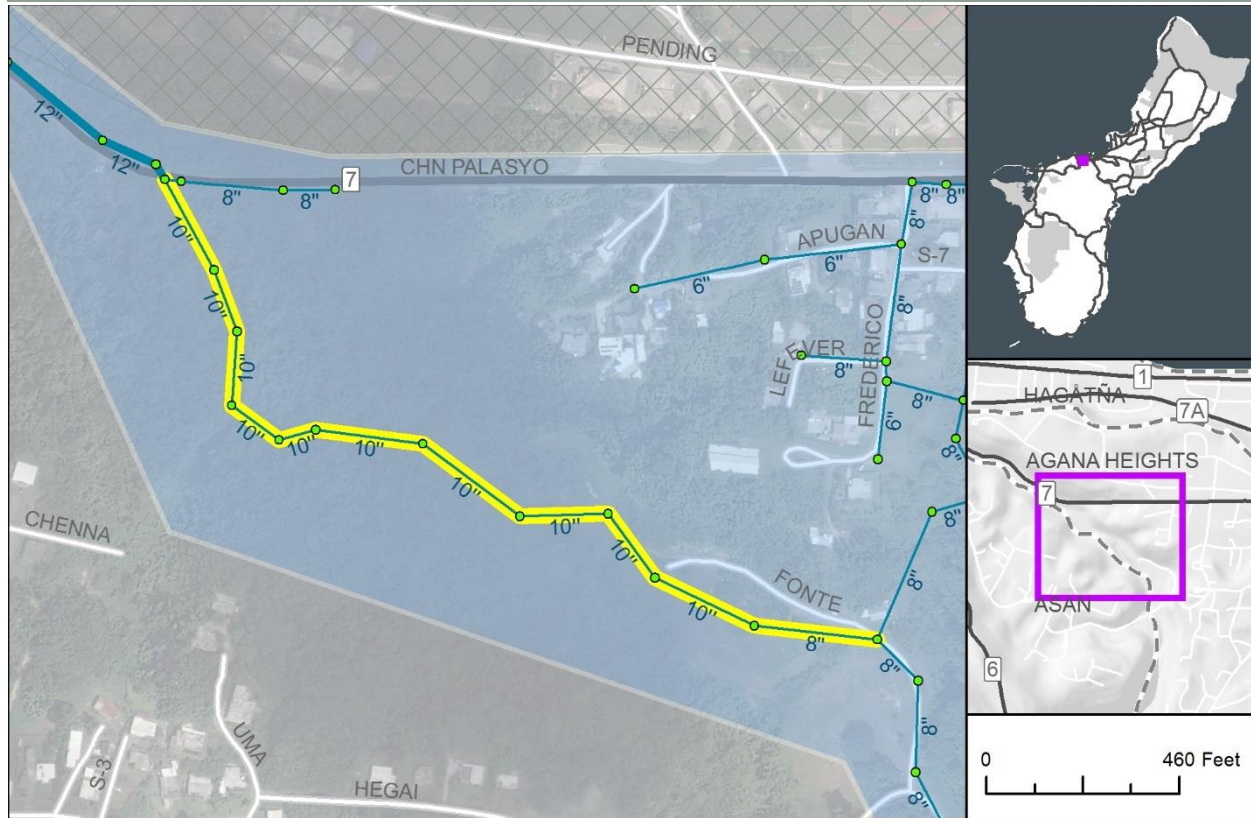 PENDING
CHN PALASYO
7
12"
12"
8"
8"
8"
8"
APUGAN
S-7
6"
6"
8"
10"
10"
10"
8"
LEFEVER
8"
FREDERICO
8"
6"
8"
10"
10"
10"
10"
10"
10"
10"
8"
8"
FONTE
8"
8"
8"
8"
CHENNA
UMA
S-3
HEGAI
1
HAGÅTÑA
7A
AGANA HEIGHTS
7
ASAN
6
0 460 Feet